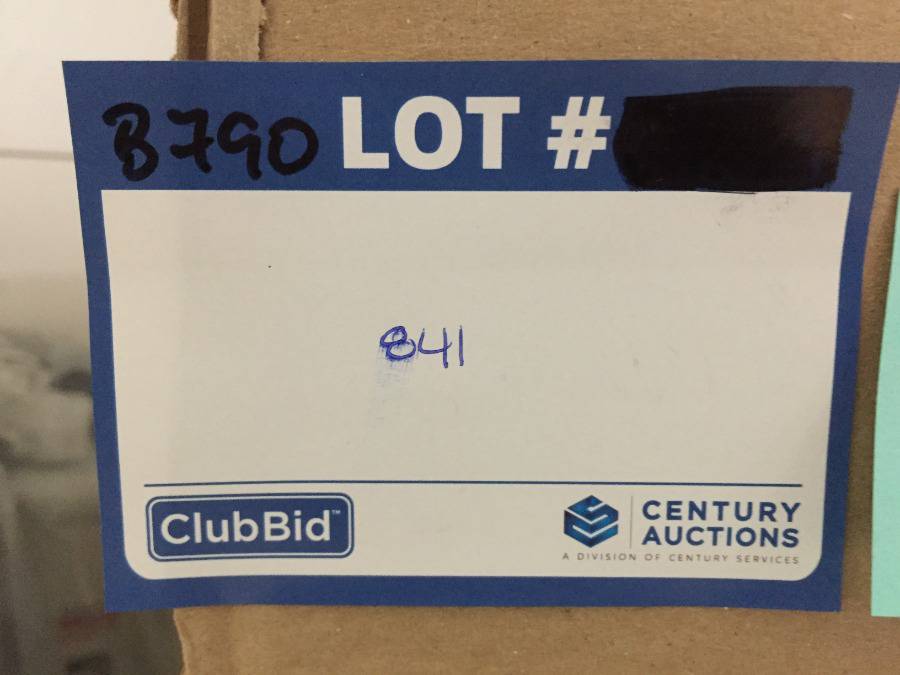 B790 LOT #
841
ClubBid™
CENTURY
AUCTIONS
A DIVISION OF CENTURY SERVICES